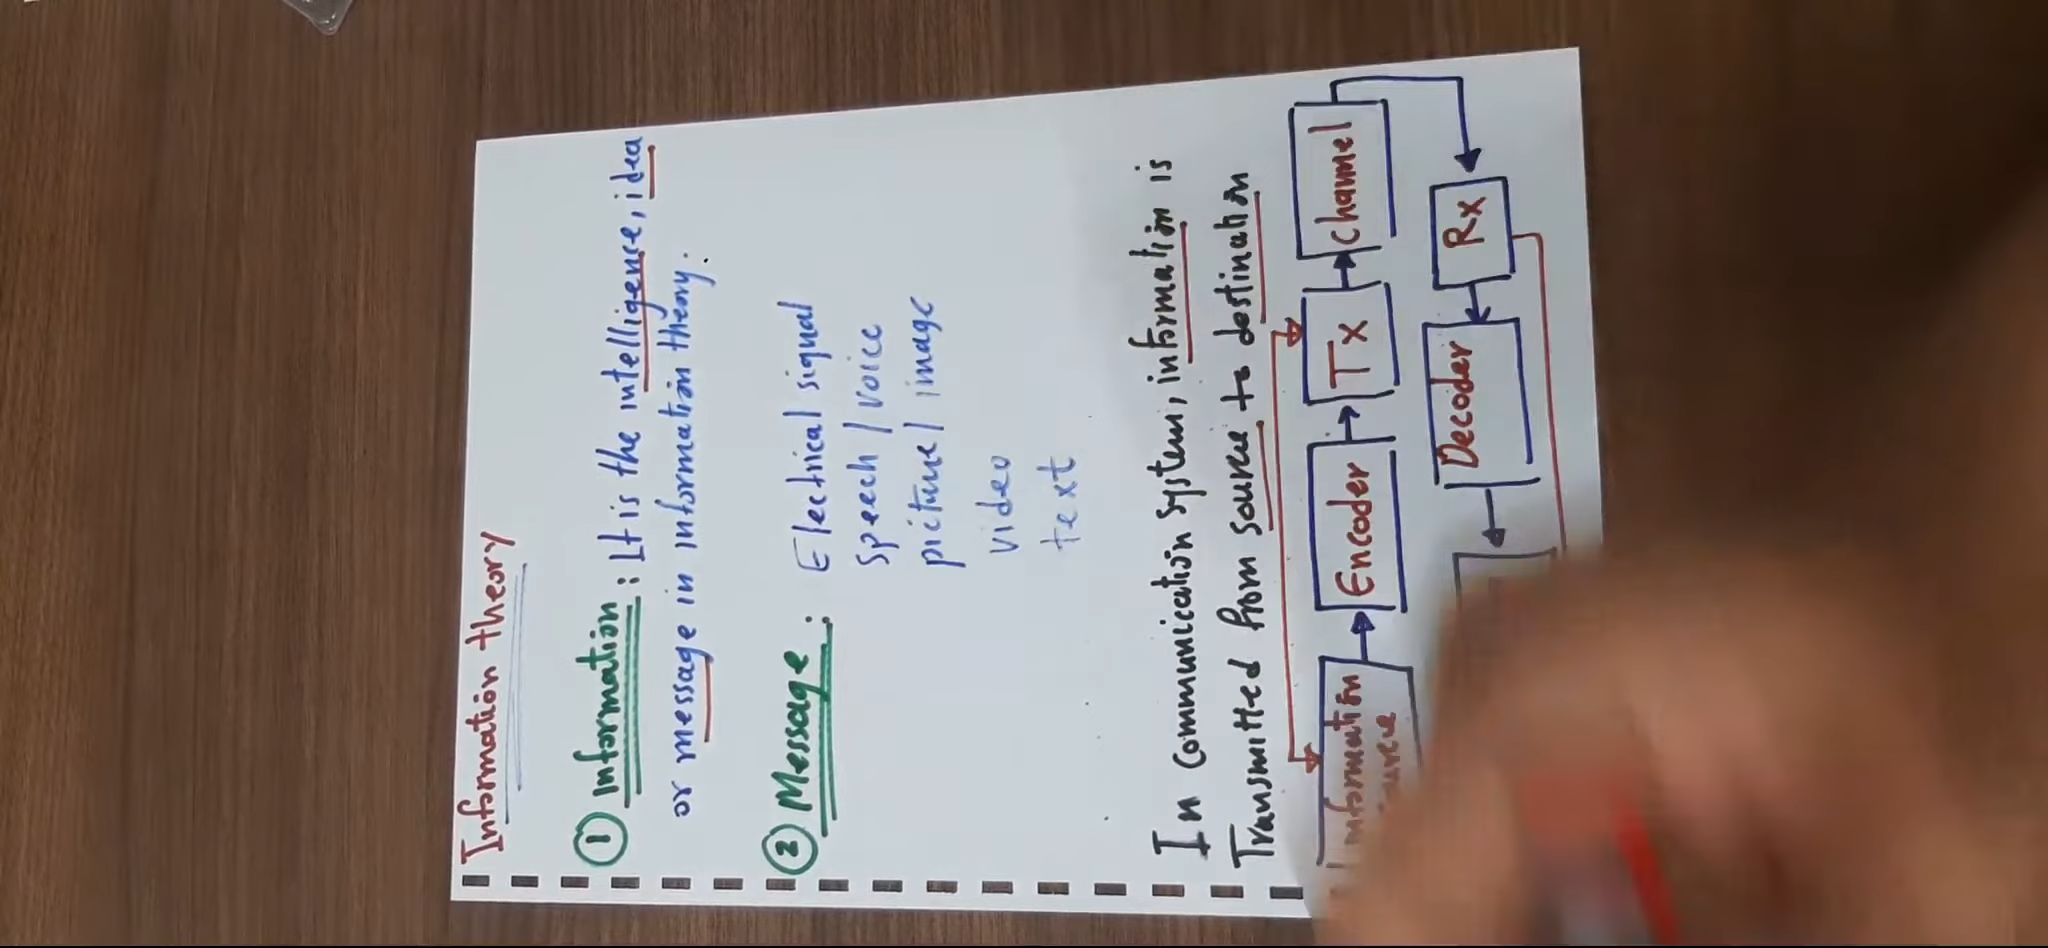 Information theory
① Information : It is the intelligence, idea
or message in information theory.
② Message : Electrical signal
speech / voice
picture / image
video
text
In communication system, information is
Transmitted from source to destination
Information
Encoder
Tx
channel
Rx
Decoder